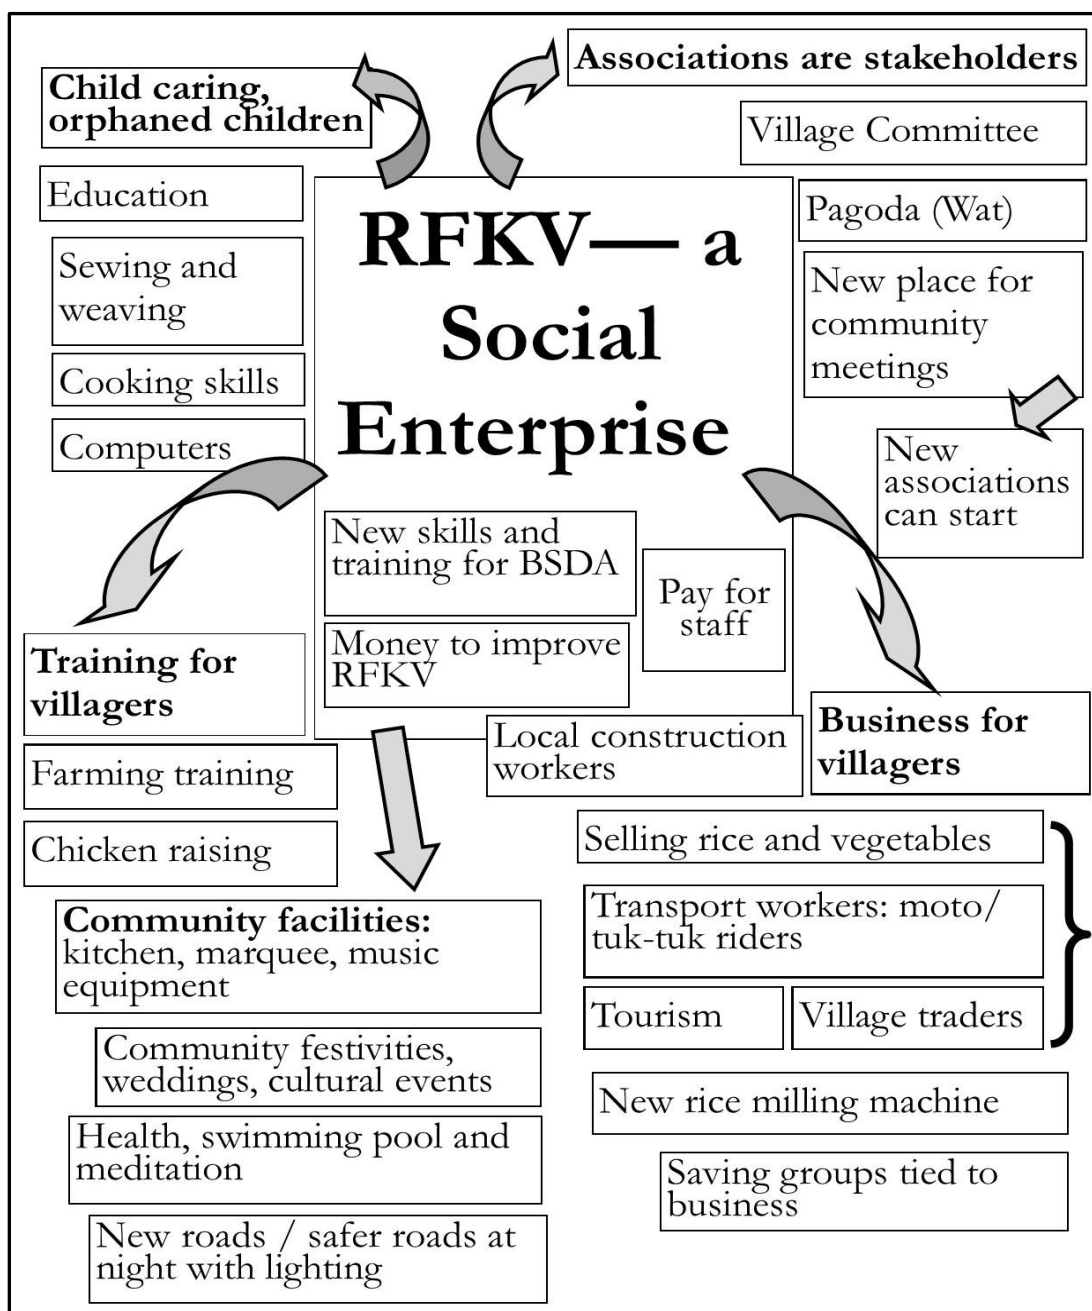 Child caring,
orphaned children
Education
Sewing and
weaving
Cooking skills
Computers
Associations are stakeholders
Village Committee
Pagoda (Wat)
New place for
community
meetings
New
associations
can start
RFKV— a
Social
Enterprise
New skills and
training for BSDA
Pay for
staff
Money to improve
RFKV
Local construction
workers
Training for
villagers
Farming training
Chicken raising
Community facilities:
kitchen, marquee, music
equipment
Community festivities,
weddings, cultural events
Health, swimming pool and
meditation
New roads / safer roads at
night with lighting
Business for
villagers
Selling rice and vegetables
Transport workers: moto/
tuk-tuk riders
Tourism
Village traders
New rice milling machine
Saving groups tied to
business